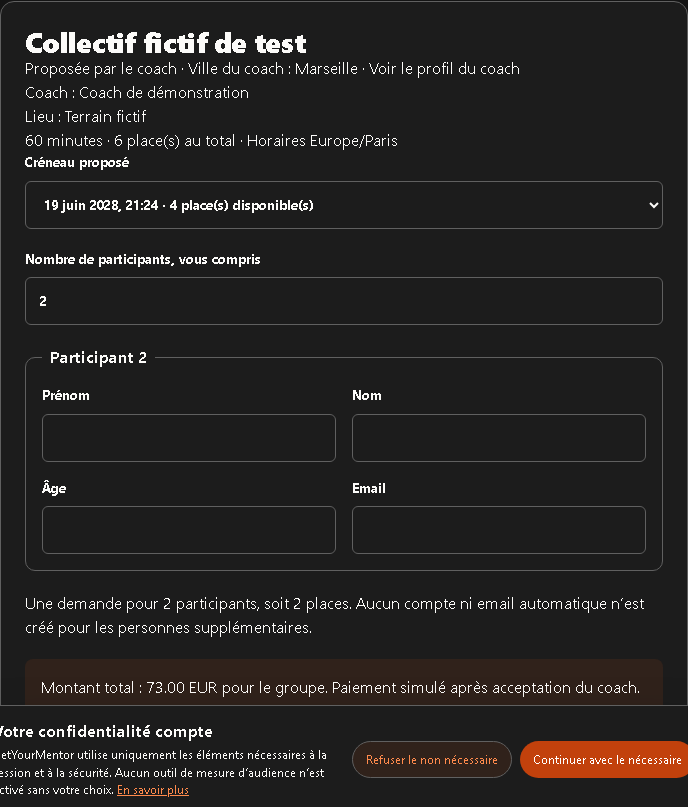 Collectif fictif de test
Proposée par le coach · Ville du coach : Marseille · Voir le profil du coach
Coach : Coach de démonstration
Lieu : Terrain fictif
60 minutes · 6 place(s) au total · Horaires Europe/Paris
Créneau proposé
19 juin 2028, 21:24 · 4 place(s) disponible(s)
Nombre de participants, vous compris
2
Participant 2
Prénom Nom
Âge Email
Une demande pour 2 participants, soit 2 places. Aucun compte ni email automatique n’est
créé pour les personnes supplémentaires.
Montant total : 73.00 EUR pour le groupe. Paiement simulé après acceptation du coach.
Votre confidentialité compte
etYourMentor utilise uniquement les éléments nécessaires à la
ession et à la sécurité. Aucun outil de mesure d’audience n’est
ctivé sans votre choix. En savoir plus
Refuser le non nécessaire
Continuer avec le nécessaire